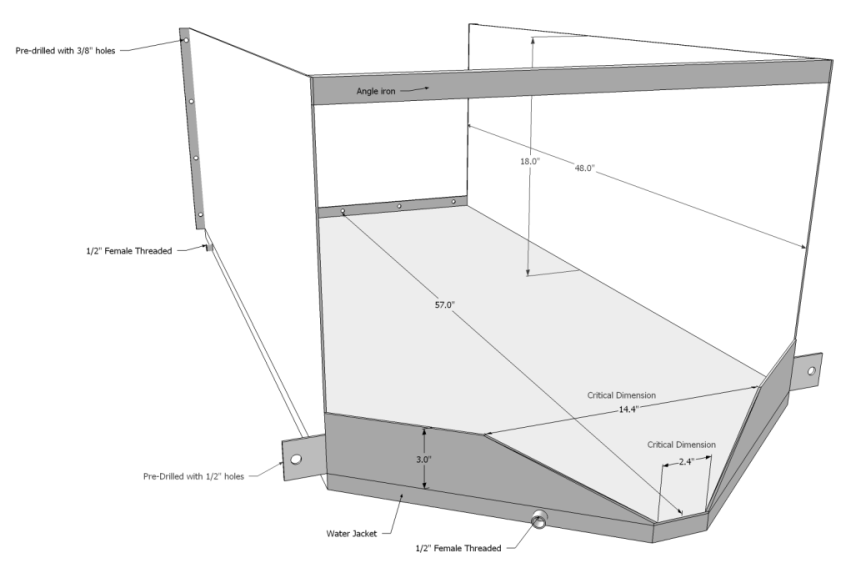 Pre-drilled with 3/8" holes
Angle iron
18.0"
48.0"
1/2" Female Threaded
57.0"
Critical Dimension
14.4"
Critical Dimension
2.4"
3.0"
Pre-Drilled with 1/2" holes
Water Jacket
1/2" Female Threaded